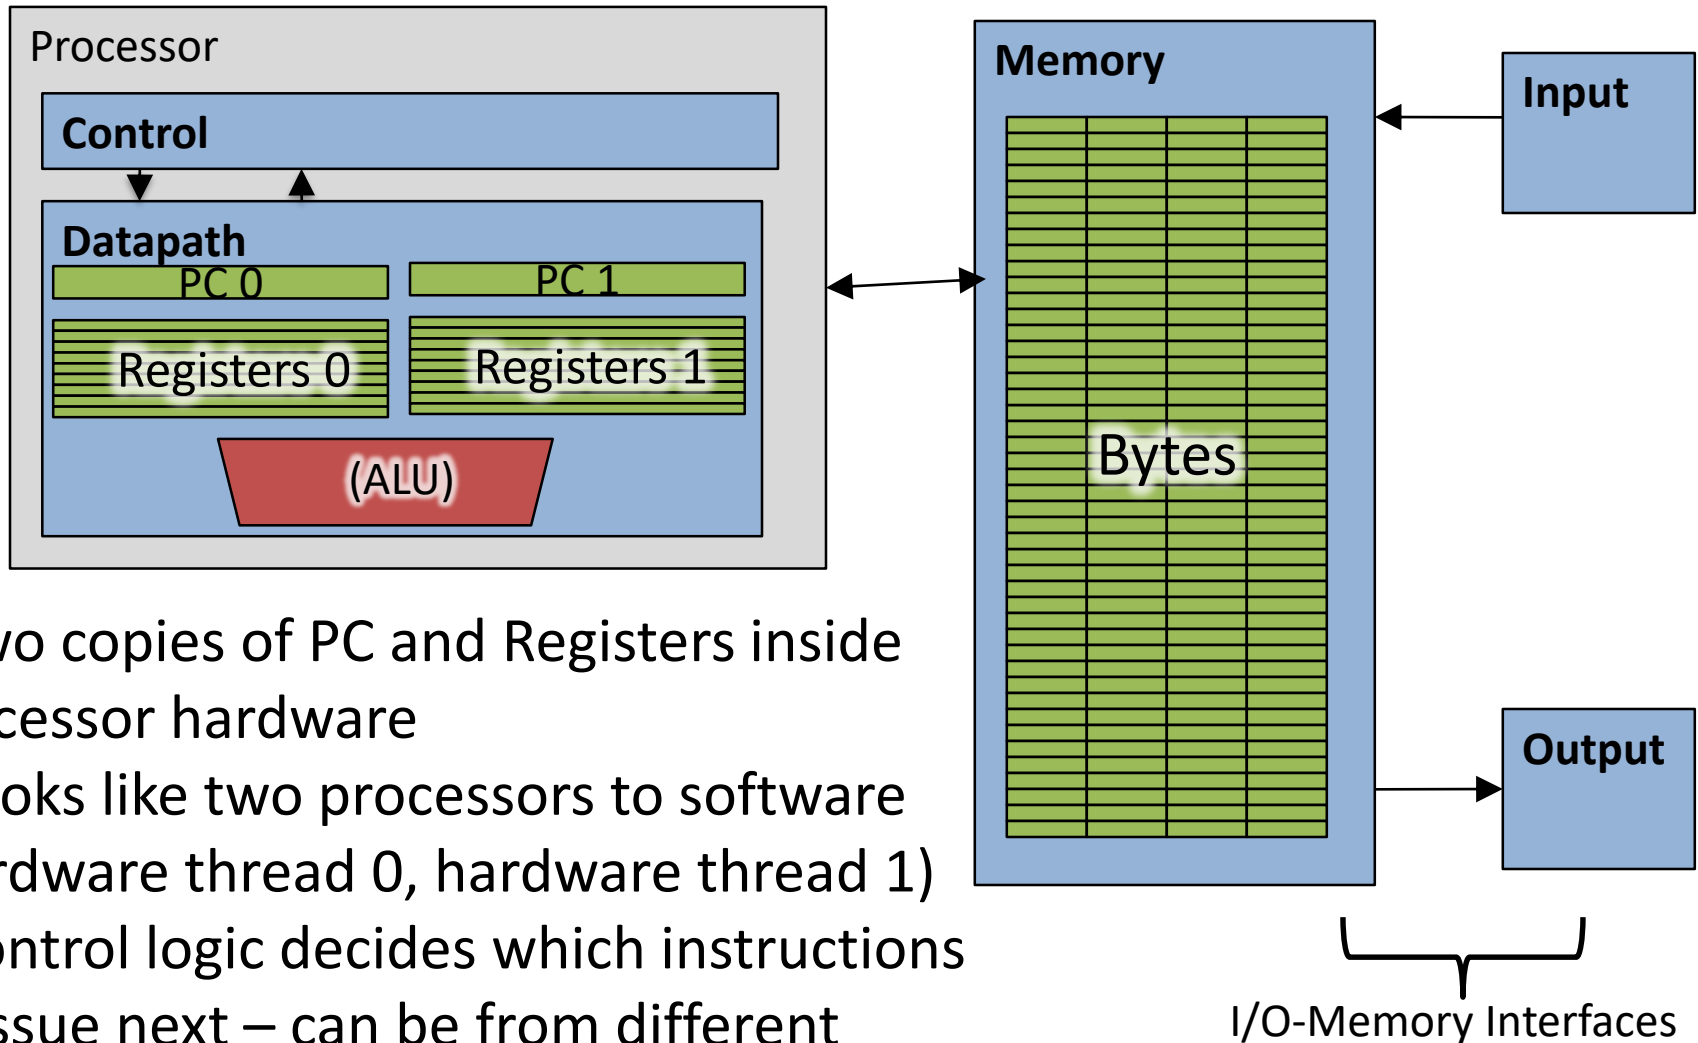 Processor
Control
Datapath
PC 0
PC 1
Registers 0
Registers 1
(ALU)
Memory
Bytes
Input
Output
I/O-Memory Interfaces
wo copies of PC and Registers inside
cessor hardware
oks like two processors to software
rdware thread 0, hardware thread 1)
ontrol logic decides which instructions
issue next – can be from different